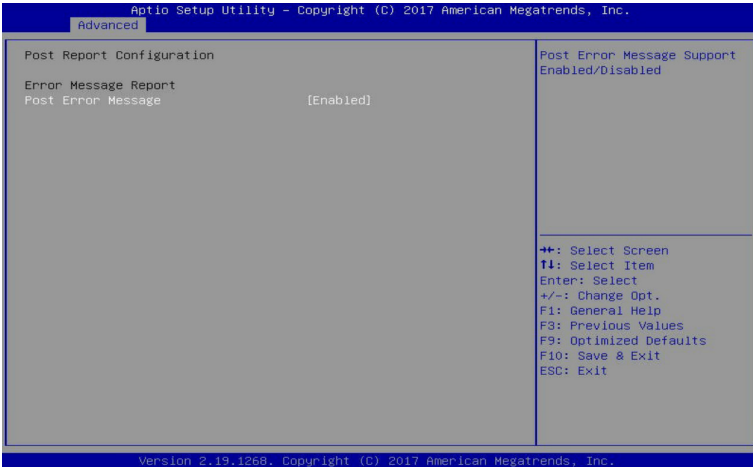 Aptio Setup Utility – Copyright (C) 2017 American Megatrends, Inc.
Advanced
Post Report Configuration
Error Message Report
Post Error Message [Enabled]
Post Error Message Support
Enabled/Disabled
→←: Select Screen
↑↓: Select Item
Enter: Select
+/-: Change Opt.
F1: General Help
F3: Previous Values
F9: Optimized Defaults
F10: Save & Exit
ESC: Exit
Version 2.19.1268. Copyright (C) 2017 American Megatrends, Inc.